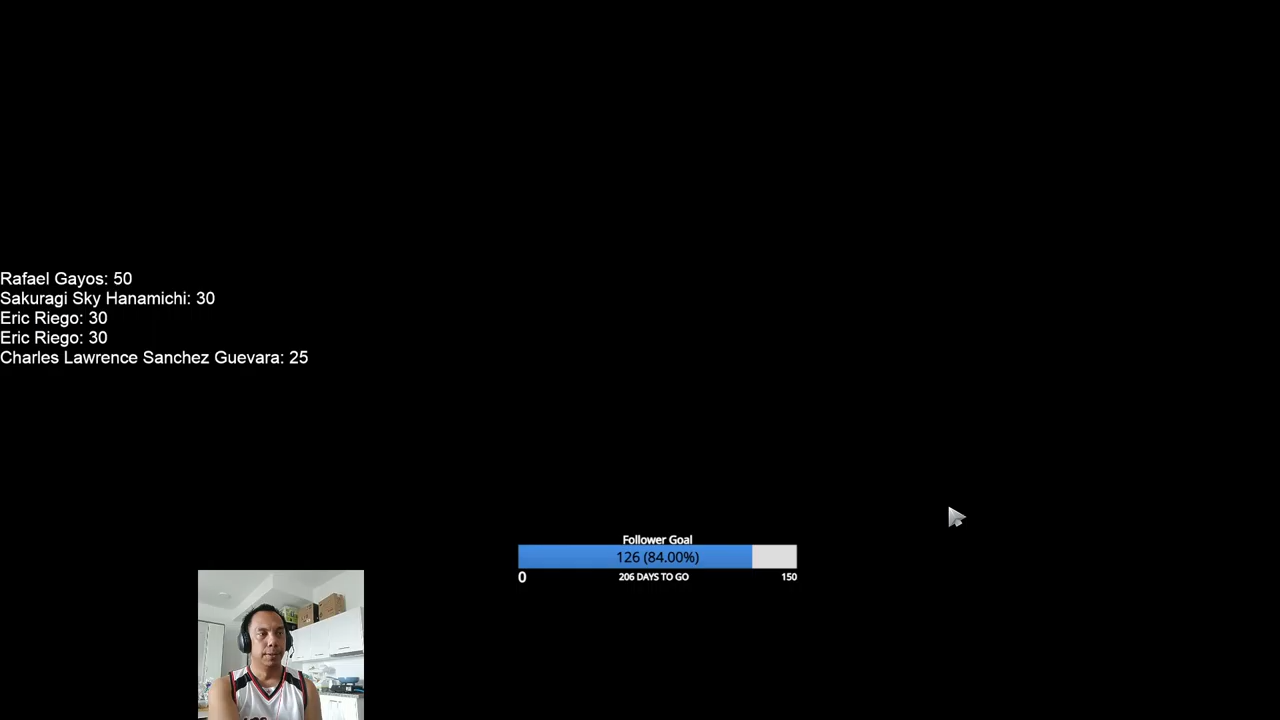 Rafael Gayos: 50
Sakuragi Sky Hanamichi: 30
Eric Riego: 30
Eric Riego: 30
Charles Lawrence Sanchez Guevara: 25
Follower Goal
126 (84.00%)
0 206 DAYS TO GO 150